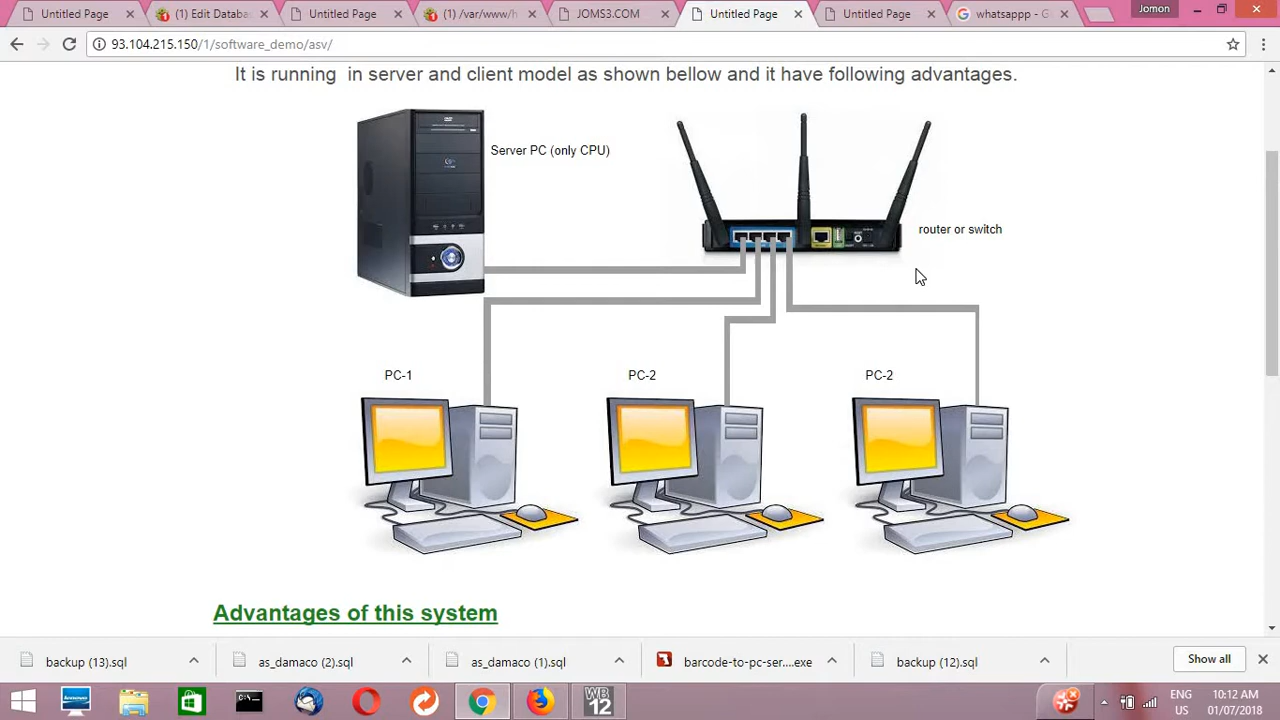 Untitled Page
(1) Edit Databa
Untitled Page
(1) /var/www/h
JOMS3.COM
Untitled Page
Untitled Page
whatsappp - G
Jomon
93.104.215.150/1/software_demo/asv/
It is running in server and client model as shown bellow and it have following advantages.
Server PC (only CPU)
router or switch
PC-1
PC-2
PC-2
Advantages of this system
backup (13).sql
as_damaco (2).sql
as_damaco (1).sql
barcode-to-pc-ser....exe
backup (12).sql
Show all
WB
12
ENG
US
10:12 AM
01/07/2018